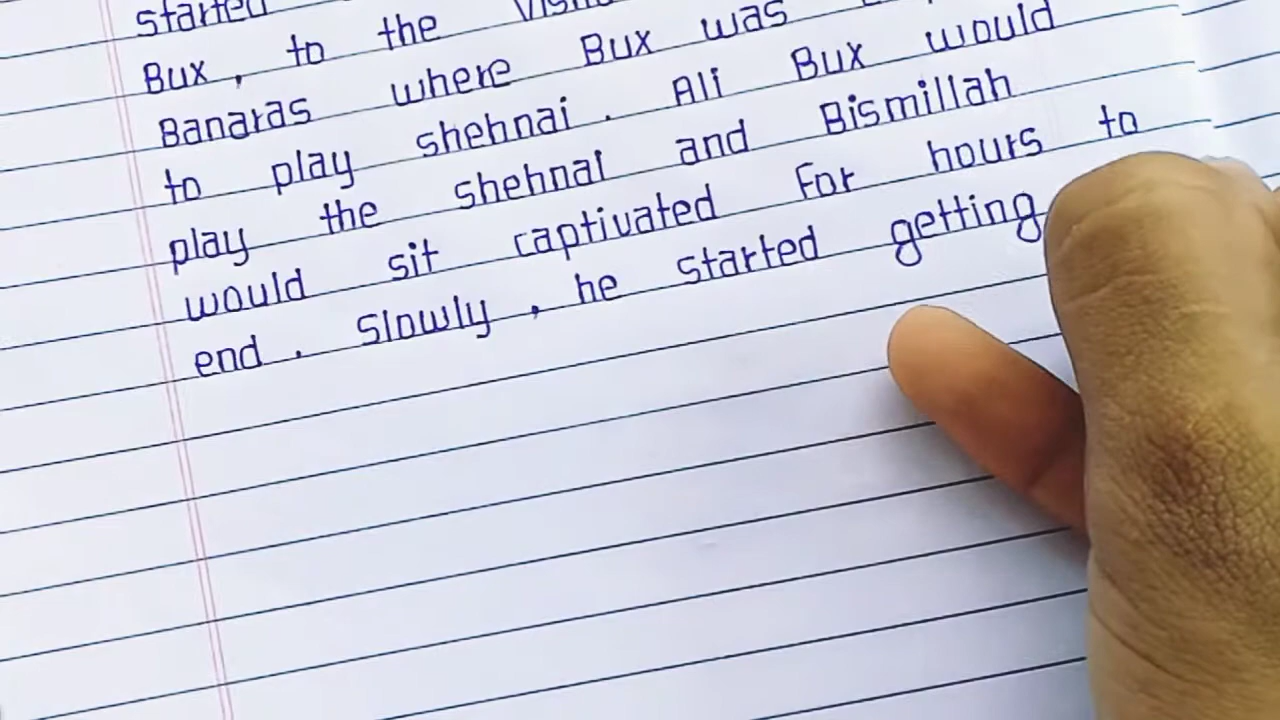 started
Bux, to the
Banaras where Bux was
to play shehnai. Ali Bux would
play the shehnai and Bismillah
would sit captivated For hours to
end. Slowly, he started getting